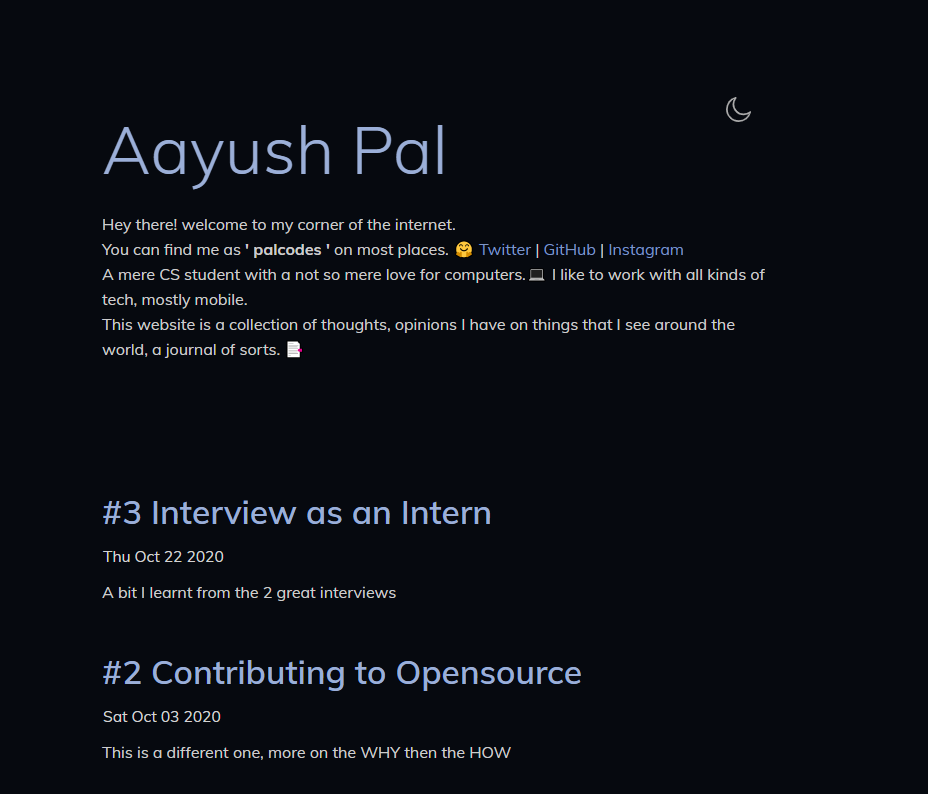 Aayush Pal
Hey there! welcome to my corner of the internet.
You can find me as ' palcodes ' on most places. 🤗 Twitter | GitHub | Instagram
A mere CS student with a not so mere love for computers.💻 I like to work with all kinds of
tech, mostly mobile.
This website is a collection of thoughts, opinions I have on things that I see around the
world, a journal of sorts. 📑
#3 Interview as an Intern
Thu Oct 22 2020
A bit I learnt from the 2 great interviews
#2 Contributing to Opensource
Sat Oct 03 2020
This is a different one, more on the WHY then the HOW